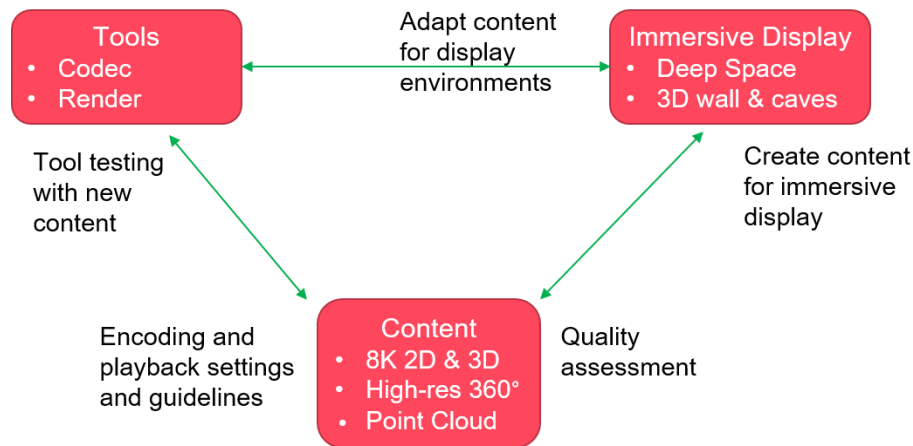 Tools
• Codec
• Render
Adapt content
for display
environments
Immersive Display
• Deep Space
• 3D wall & caves
Tool testing
with new
content
Create content
for immersive
display
Encoding and
playback settings
and guidelines
Content
• 8K 2D & 3D
• High-res 360°
• Point Cloud
Quality
assessment